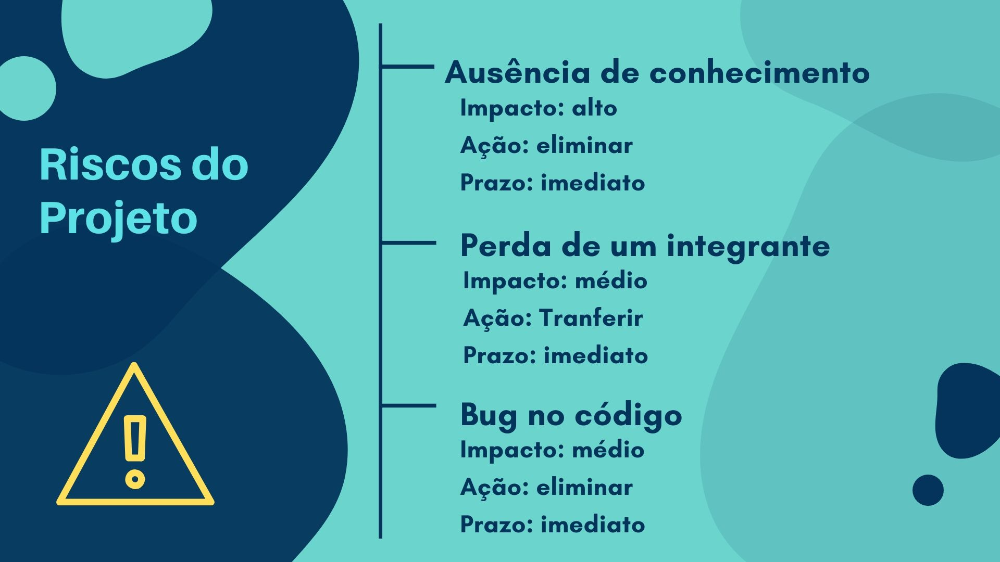 Riscos do
Projeto
Ausência de conhecimento
Impacto: alto
Ação: eliminar
Prazo: imediato
Perda de um integrante
Impacto: médio
Ação: Tranferir
Prazo: imediato
Bug no código
Impacto: médio
Ação: eliminar
Prazo: imediato